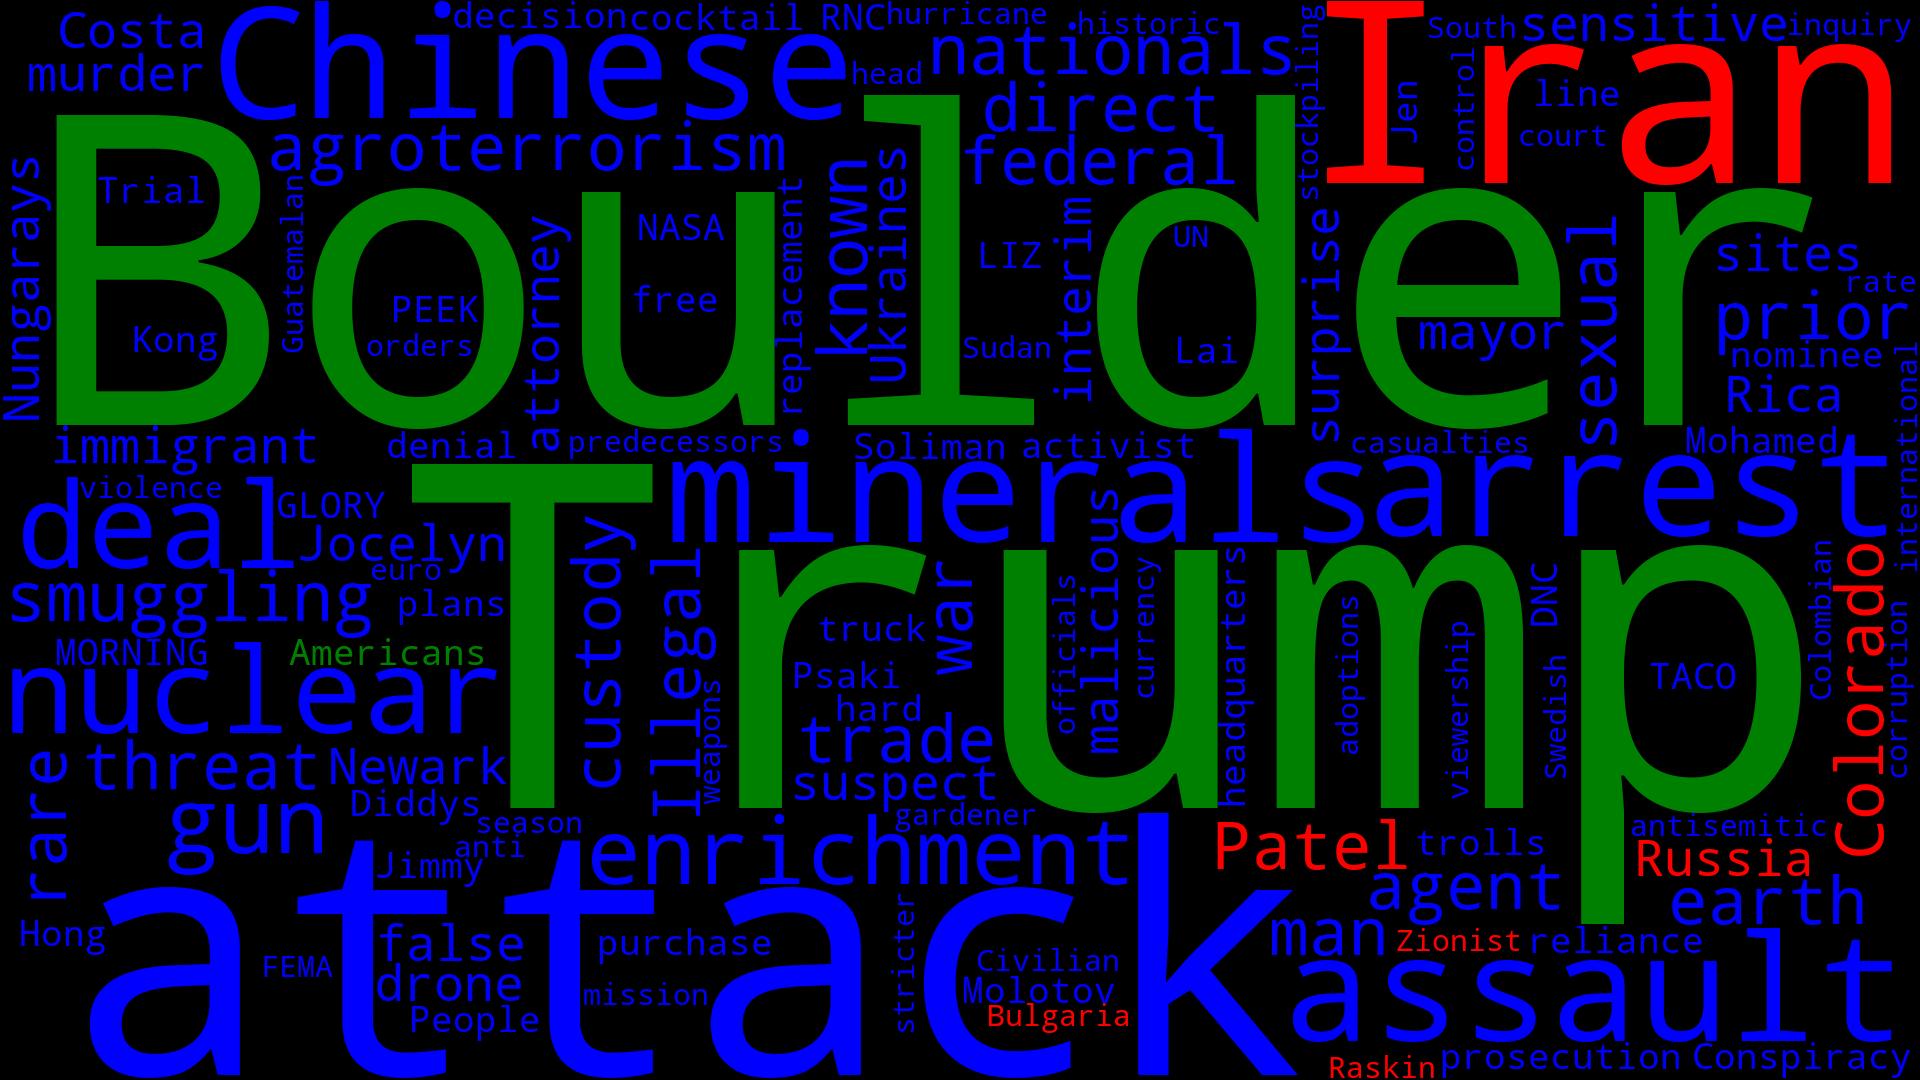 Costa
murder
Chinese
decision
cocktail
RNC
hurricane
historic
head
nationals
stockpiling
Iran
South
sensitive
inquiry
control
Jen
line
court
agroterrorism
direct
federal
Boulder
Trial
Kong
Nungarays
Guatemalan
PEEK
orders
attorney
NASA
free
replacement
known
Ukraines
LIZ
Sudan
interim
UN
Lai
surprise
mayor
sexual
sites
rate
prior
nominee
Rica
international
immigrant
denial
predecessors
Soliman
activist
casualties
Mohamed
violence
deal
GLORY
Jocelyn
euro
smuggling
plans
MORNING
Americans
nuclear
Trump
minerals
arrest
custody
Illegal
weapons
truck
war
Psaki
hard
trade
suspect
officials
malicious
currency
headquarters
adoptions
viewership
DNC
Swedish
TACO
Colombian
Colorado
corruption
rare
threat
Newark
Diddys
gun
season
anti
Jimmy
gardener
enrichment
Patel
trolls
antisemitic
Russia
agent
earth
attack
Hong
FEMA
false
drone
People
purchase
mission
stricter
Civilian
Molotov
Bulgaria
man
Zionist
reliance
assault
Raskin
prosecution
Conspiracy